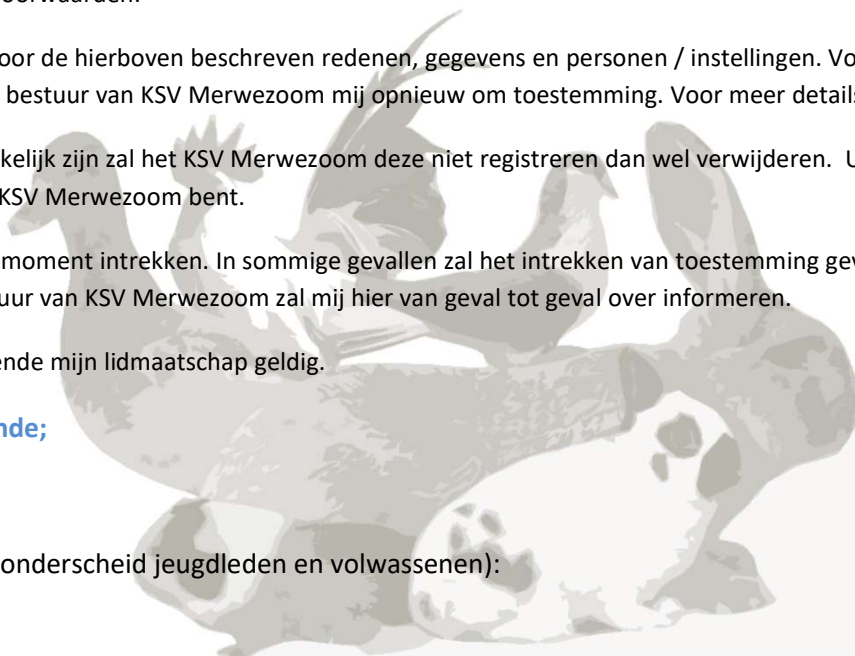 oorwaarden.
oor de hierboven beschreven redenen, gegevens en personen / instellingen. Vo
bestuur van KSV Merwezoom mij opnieuw om toestemming. Voor meer details
kelijk zijn zal het KSV Merwezoom deze niet registreren dan wel verwijderen. U
KSV Merwezoom bent.
moment intrekken. In sommige gevallen zal het intrekken van toestemming gev
uur van KSV Merwezoom zal mij hier van geval tot geval over informeren.
ende mijn lidmaatschap geldig.
nde;
onderscheid jeugdleden en volwassenen):